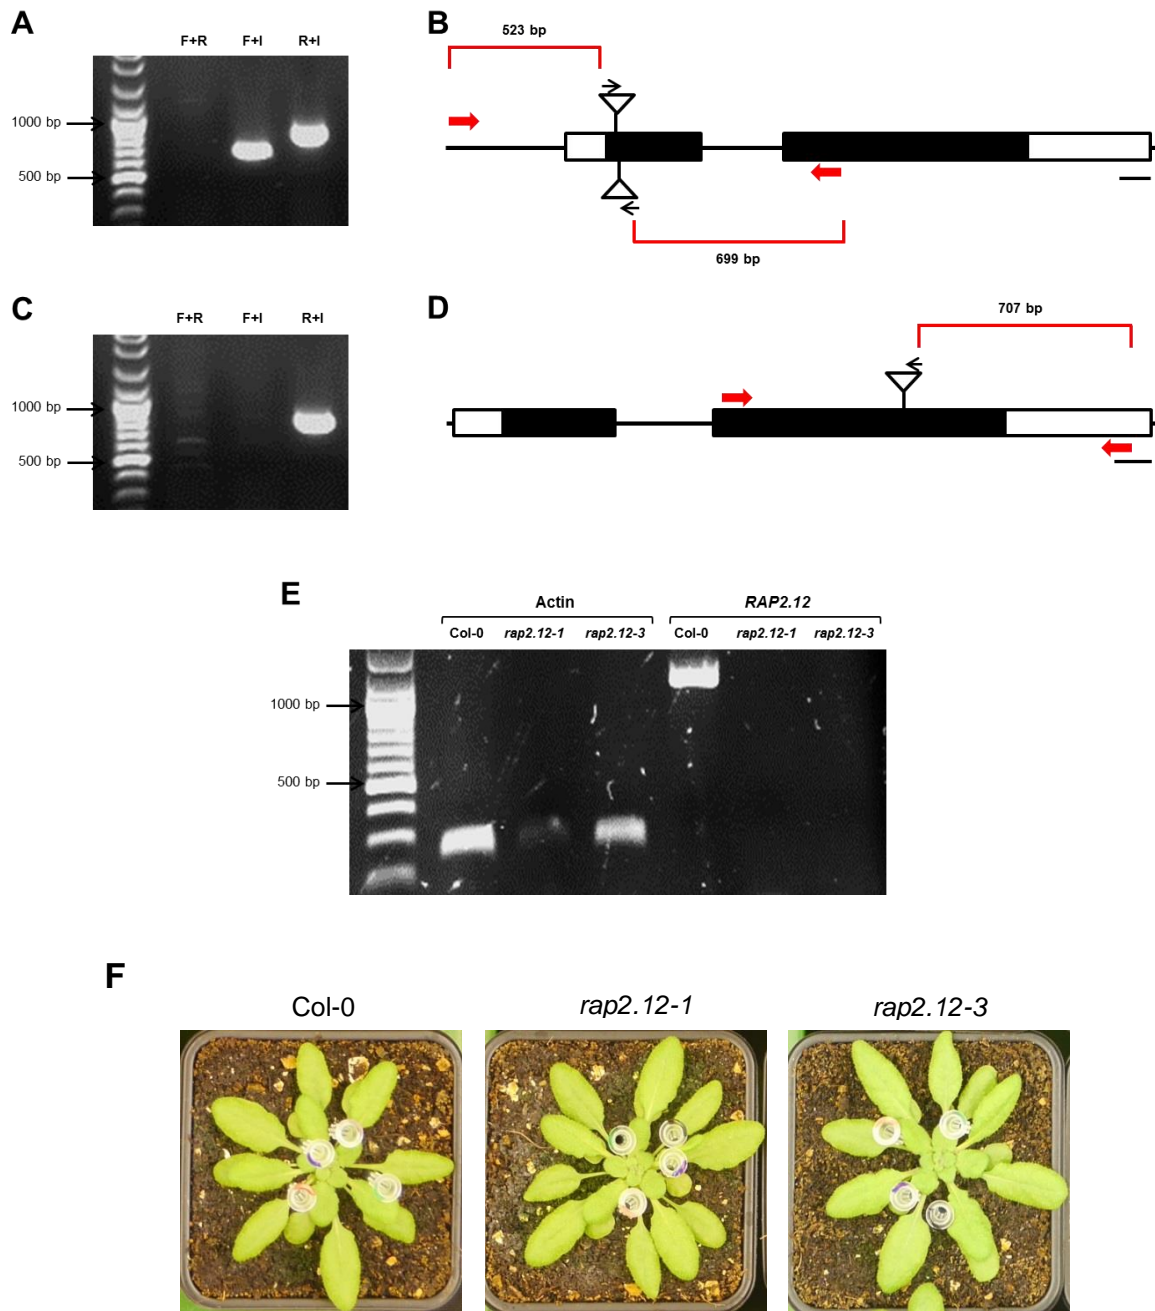 A
F+R F+I R+I
1000 bp
500 bp
B
523 bp
699 bp
C
F+R F+I R+I
1000 bp
500 bp
D
707 bp
E
Actin RAP2.12
Col-0 rap2.12-1 rap2.12-3 Col-0 rap2.12-1 rap2.12-3
1000 bp
500 bp
F
Col-0 rap2.12-1 rap2.12-3